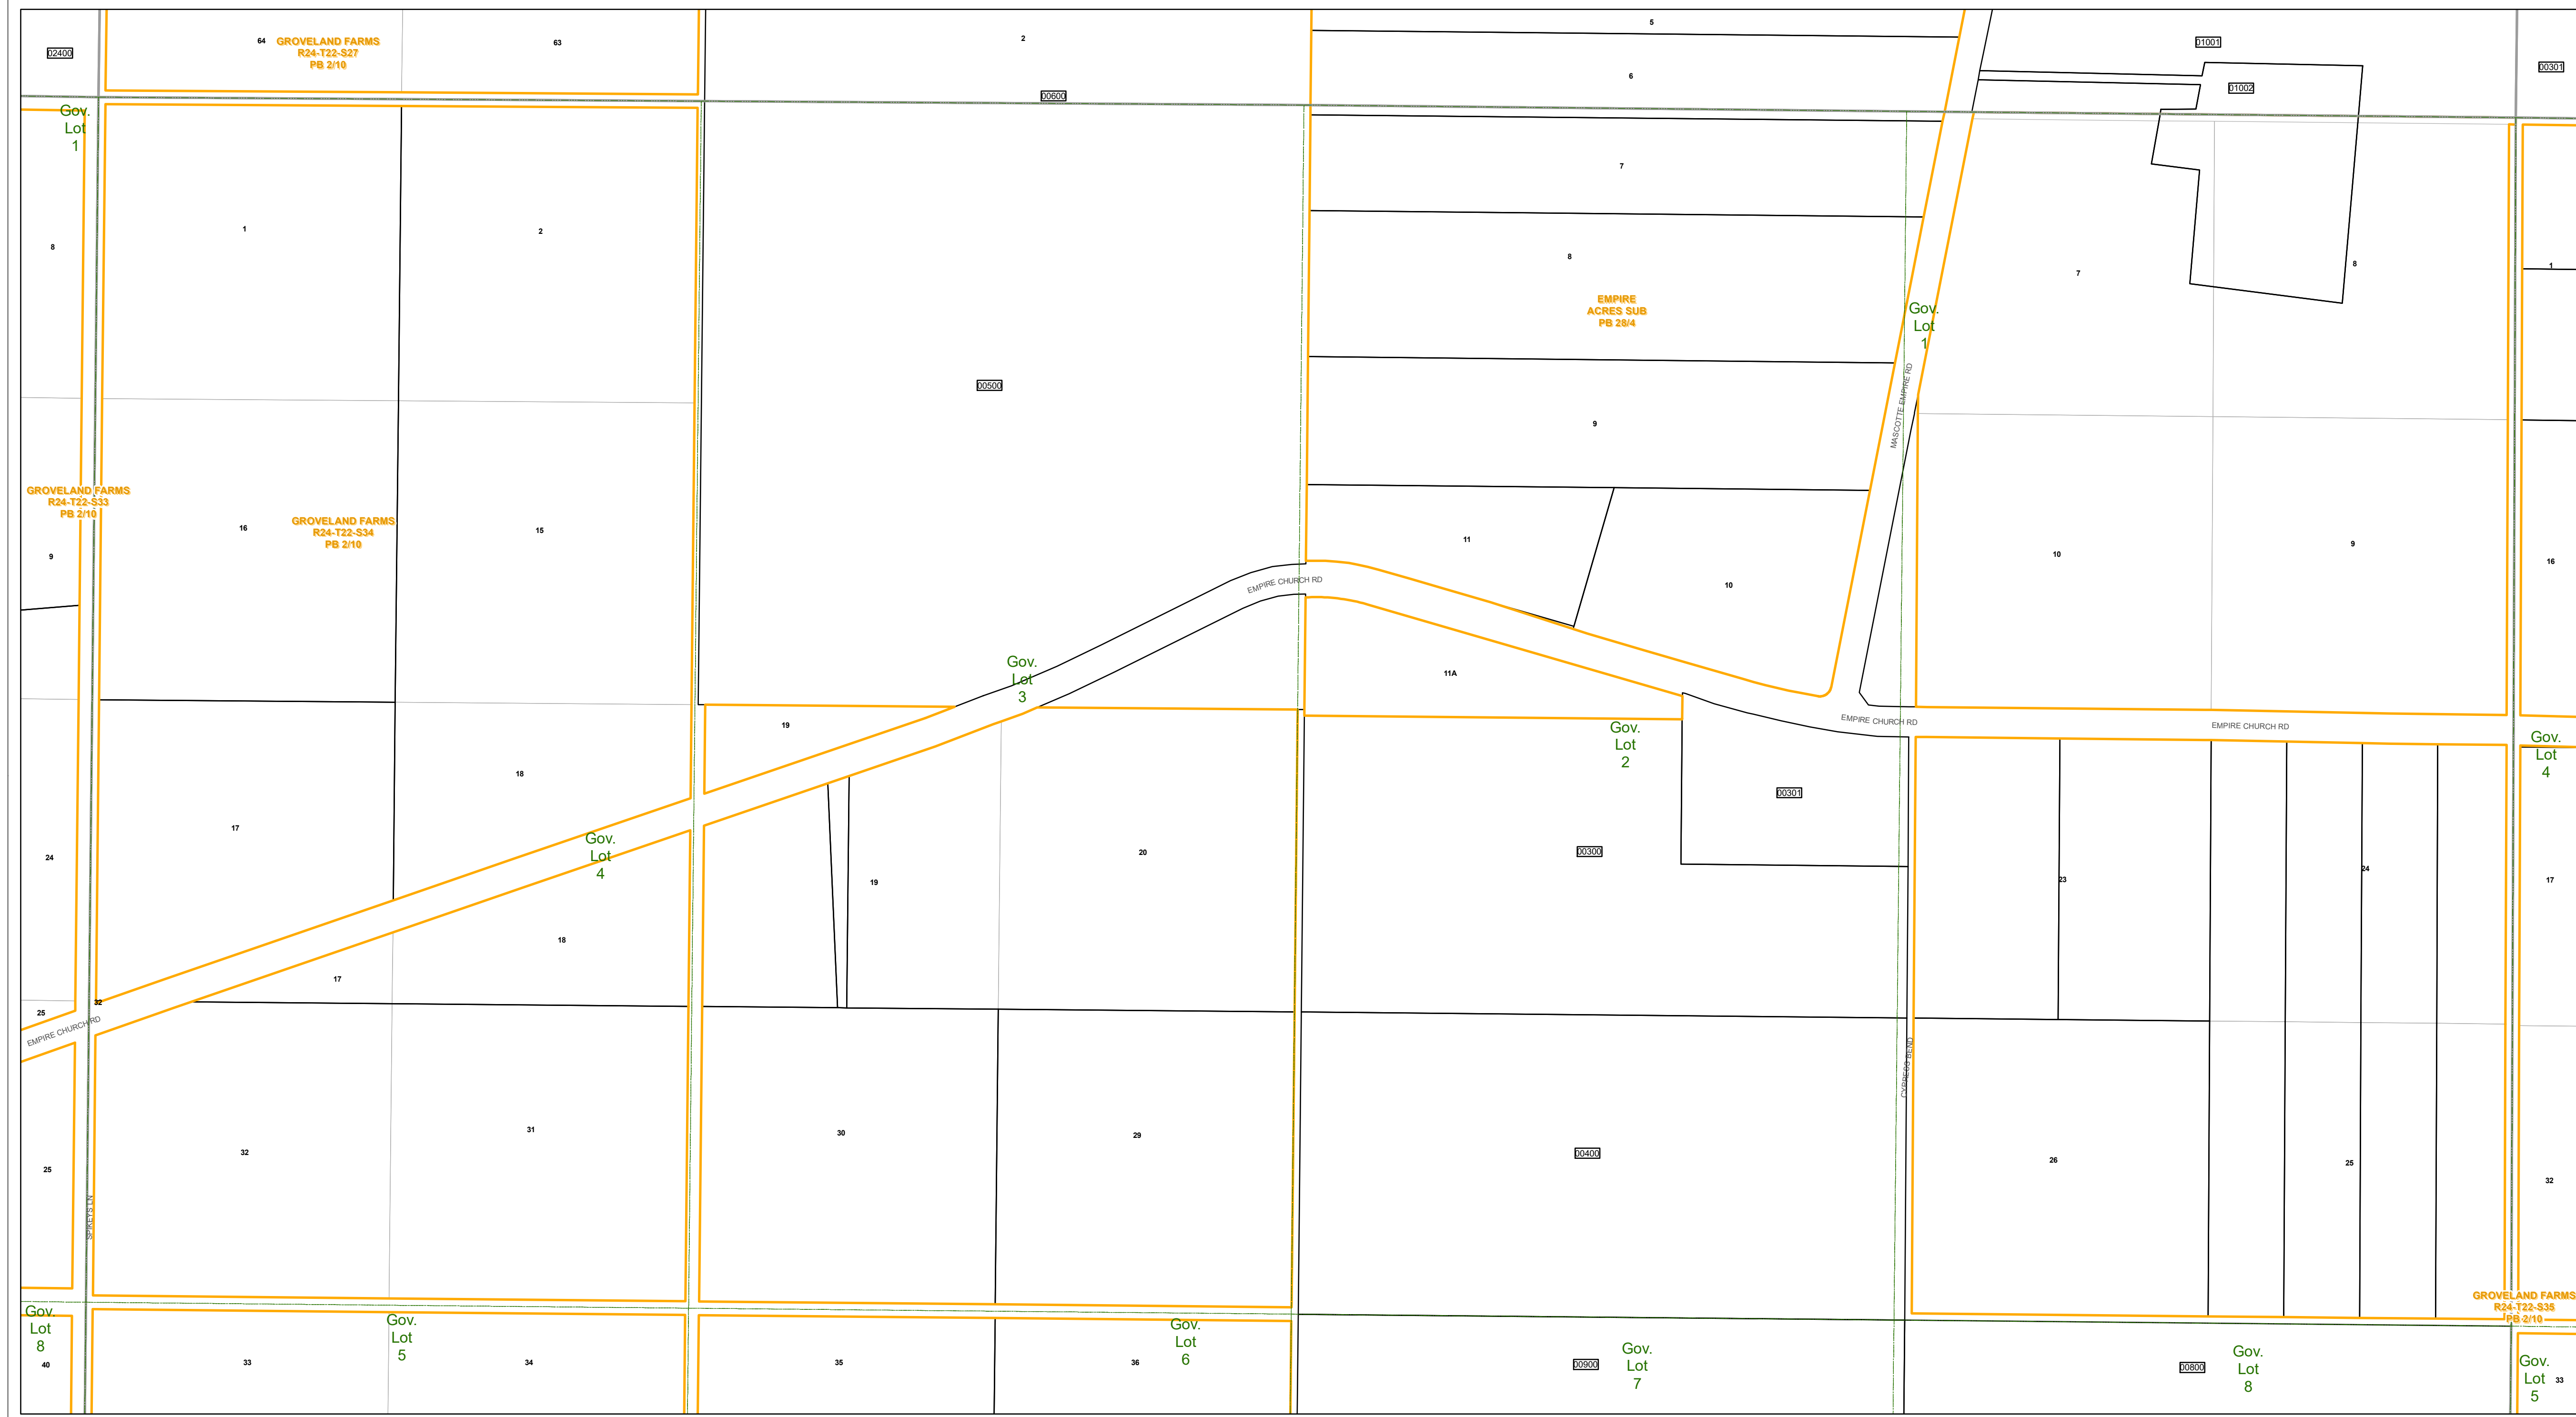 5
64
GROVELAND FARMS
R24-T22-S27
PB 2/10
63
2
01001
02400
00301
6
01002
00600
Gov.
Lot
1
7
1
2
8
8
7
8
1
EMPIRE
ACRES SUB
PB 28/4
Gov.
Lot
1
00500
MASCOTTE EMPIRE RD
9
GROVELAND FARMS
R24-T22-S33
PB 2/10
GROVELAND FARMS
R24-T22-S34
PB 2/10
16
15
11
9
10
9
16
EMPIRE CHURCH RD
10
Gov.
Lot
3
11A
19
EMPIRE CHURCH RD
EMPIRE CHURCH RD
Gov.
Lot
2
Gov.
Lot
4
18
00301
17
Gov.
Lot
4
24
20
00300
19
23
24
17
18
17
32
25
EMPIRE CHURCH RD
CYPRESS BEND
32
31
30
29
00400
26
25
25
32
SPIKEYS LN
GROVELAND FARMS
R24-T22-S35
PB 2/10
Gov.
Lot
8
Gov.
Lot
5
Gov.
Lot
6
Gov.
Lot
7
Gov.
Lot
8
Gov.
Lot
5
40
33
34
35
36
00900
00800
33